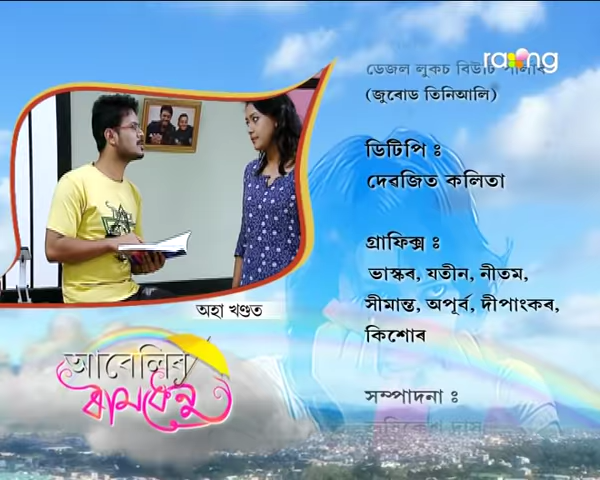 rang
ডেজল লুকচ বিউটি পাৰ্লাৰ
(জুৰোড তিনিআলি)
ডিটিপি ঃ
দেৱজিত কলিতা
গ্ৰাফিক্স ঃ
ভাস্কৰ, যতীন, নীতম,
সীমান্ত, অপূৰ্ব, দীপাংকৰ,
কিশোৰ
সম্পাদনা ঃ
অহা খণ্ডত
আবেলিৰ
ৰামধেনু